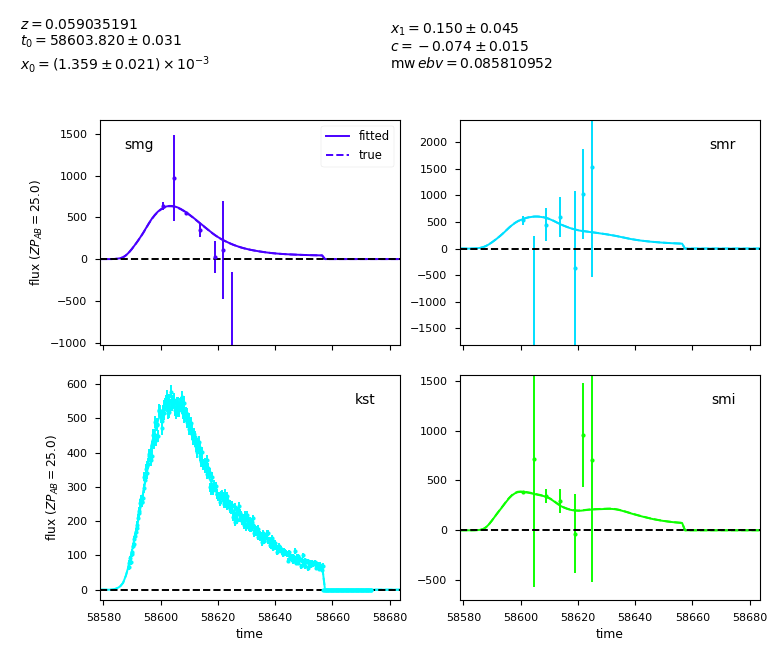 z = 0.059035191
t₀ = 58603.820 ± 0.031
x₀ = (1.359 ± 0.021) × 10⁻³
x₁ = 0.150 ± 0.045
c = −0.074 ± 0.015
mw ebv = 0.085810952
smg
fitted
true
1500
1000
500
0
−500
−1000
flux (ZP_AB = 25.0)
smr
2000
1500
1000
500
0
−500
−1000
−1500
kst
600
500
400
300
200
100
0
flux (ZP_AB = 25.0)
58580 58600 58620 58640 58660 58680
time
smi
1500
1000
500
0
−500
58580 58600 58620 58640 58660 58680
time